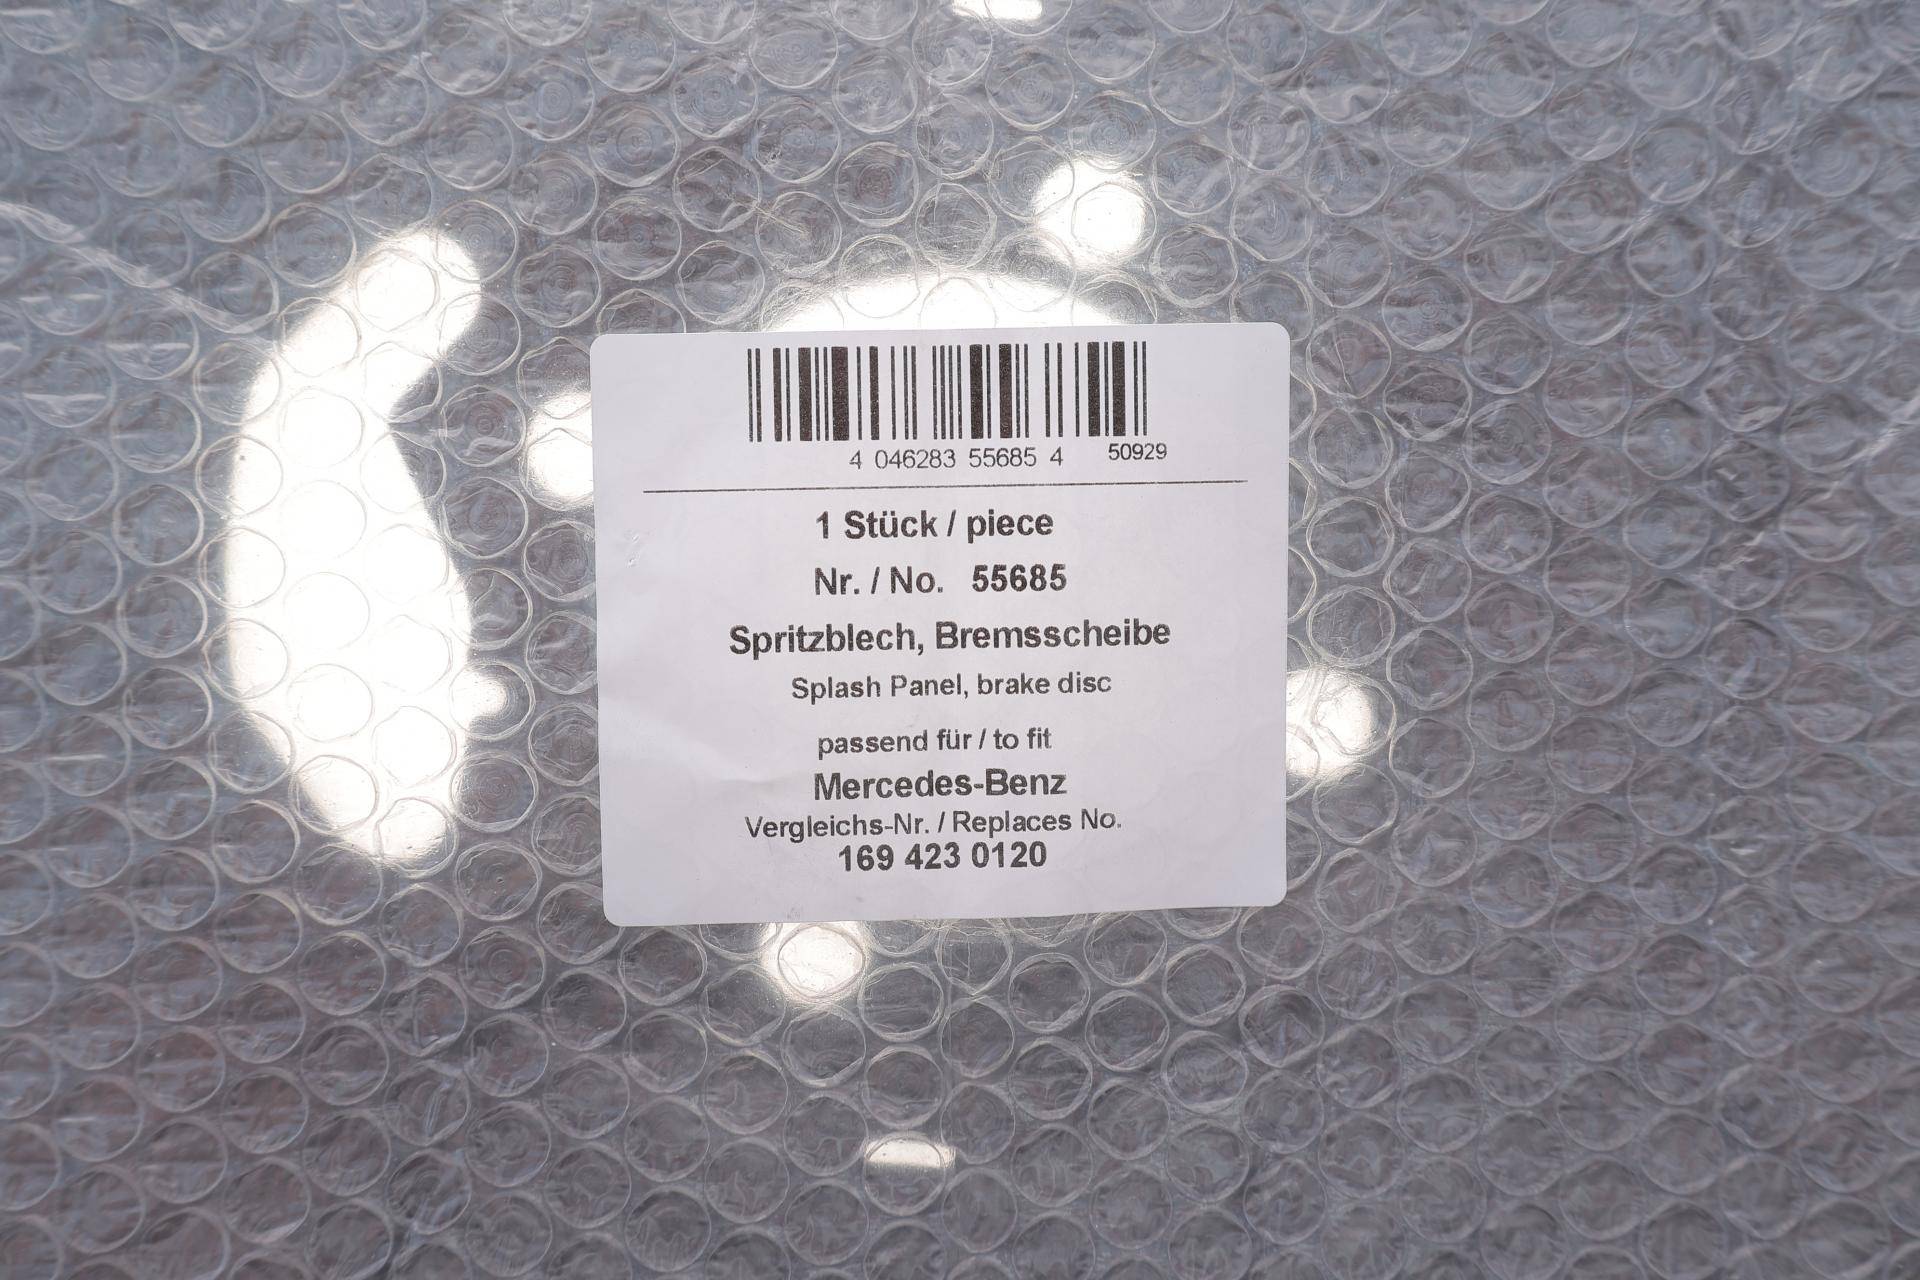 4 046283 55685 4 50929
1 Stück / piece
Nr. / No. 55685
Spritzblech, Bremsscheibe
Splash Panel, brake disc
passend für / to fit
Mercedes-Benz
Vergleichs-Nr. / Replaces No.
169 423 0120